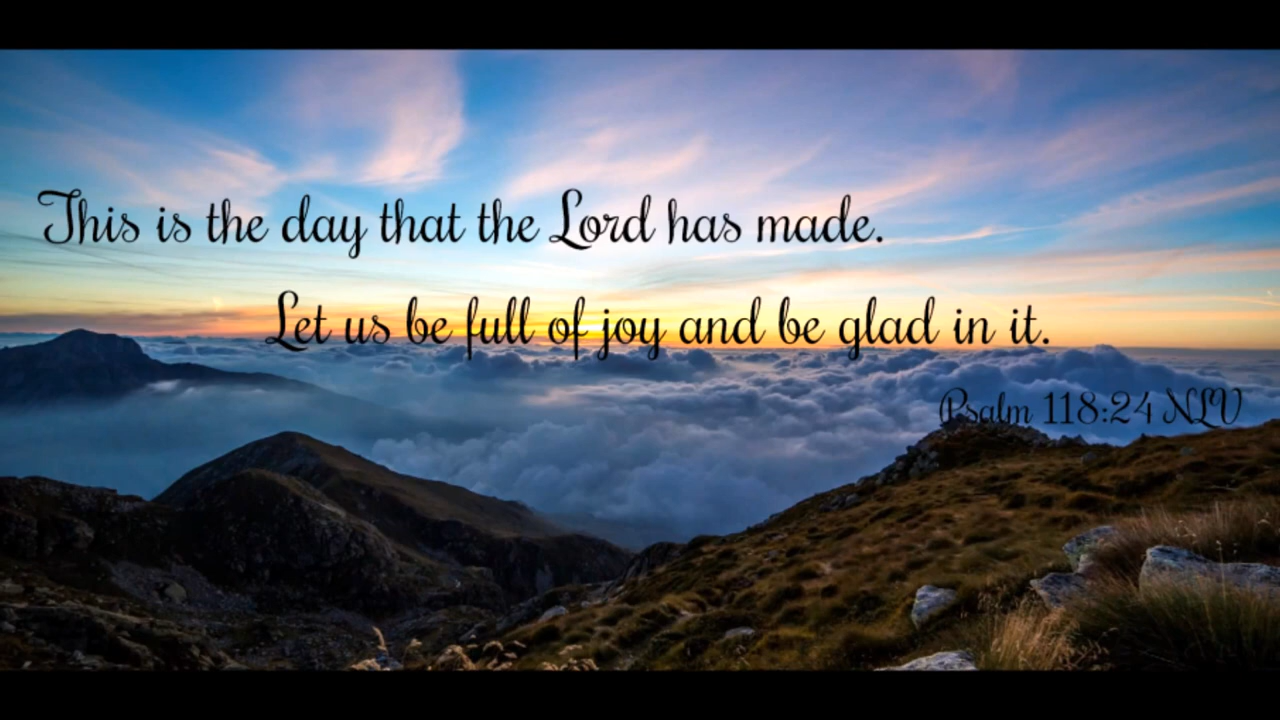 This is the day that the Lord has made.
Let us be full of joy and be glad in it.
Psalm 118:24 NLV